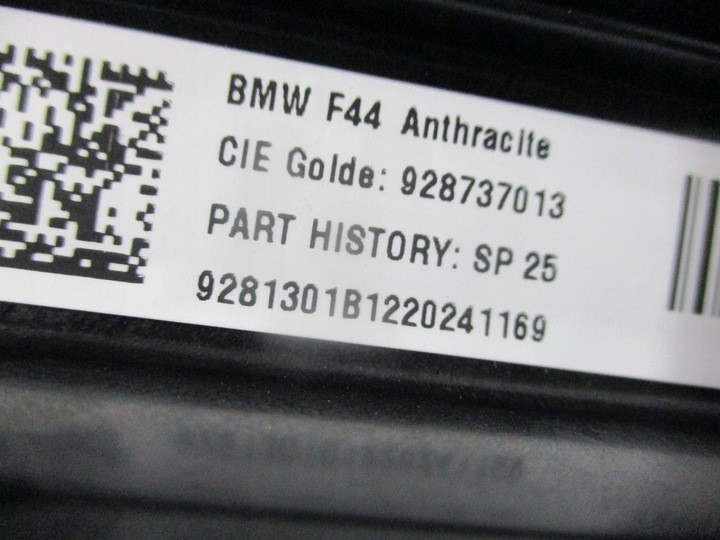 BMW F44 Anthracite
CIE Golde: 928737013
PART HISTORY: SP 25
9281301B1220241169